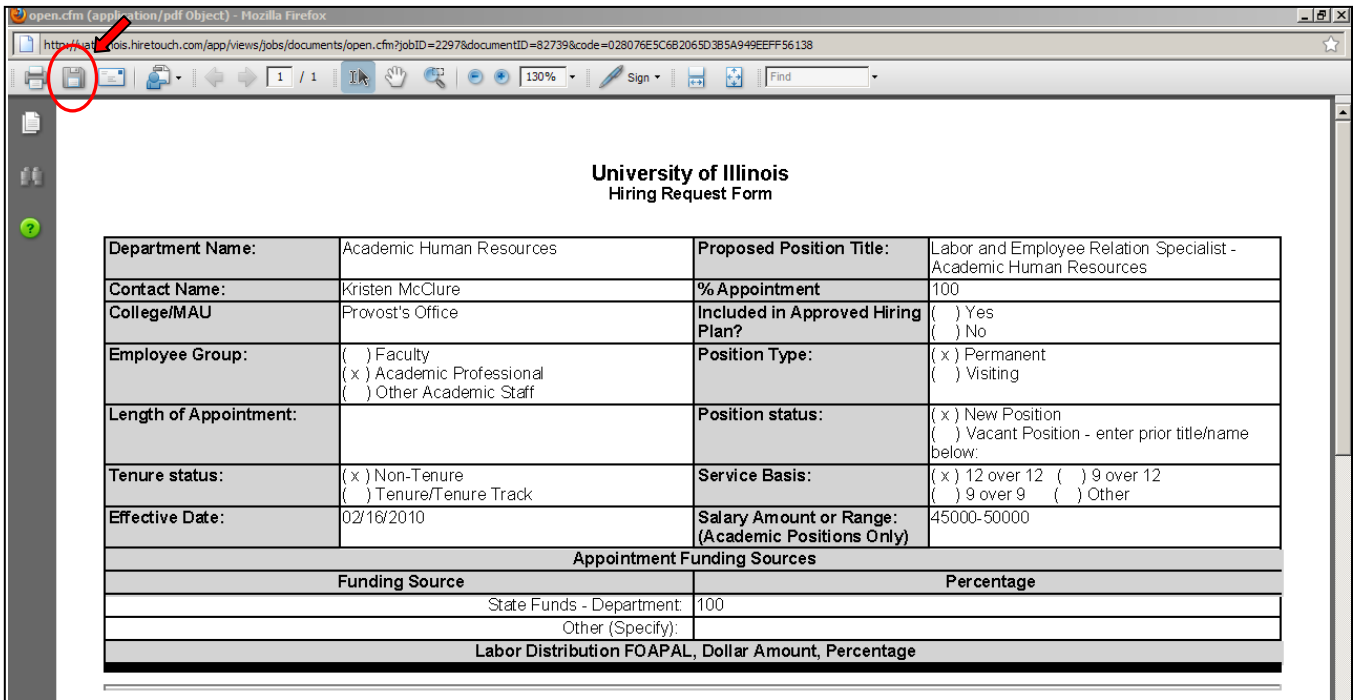 open.cfm (application/pdf Object) - Mozilla Firefox
http://uatillinois.hiretouch.com/app/views/jobs/documents/open.cfm?jobID=2297&documentID=82739&code=028076E5C6B2065D3B5A949EEFF56138
1 / 1 130% Sign Find
University of Illinois
Hiring Request Form
Department Name: Academic Human Resources Proposed Position Title: Labor and Employee Relation Specialist -
Academic Human Resources
Contact Name: Kristen McClure % Appointment 100
College/MAU Provost's Office Included in Approved Hiring ( ) Yes
Plan? ( ) No
Employee Group: ( ) Faculty Position Type: ( x ) Permanent
( x ) Academic Professional ( ) Visiting
( ) Other Academic Staff
Length of Appointment: Position status: ( x ) New Position
( ) Vacant Position - enter prior title/name
below:
Tenure status: ( x ) Non-Tenure Service Basis: ( x ) 12 over 12 ( ) 9 over 12
( ) Tenure/Tenure Track ( ) 9 over 9 ( ) Other
Effective Date: 02/16/2010 Salary Amount or Range: 45000-50000
(Academic Positions Only)
Appointment Funding Sources
Funding Source Percentage
State Funds - Department: 100
Other (Specify):
Labor Distribution FOAPAL, Dollar Amount, Percentage